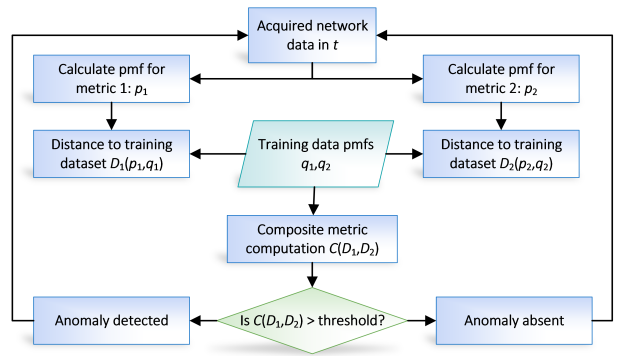 Acquired network
data in t
Calculate pmf for
metric 1: p₁
Calculate pmf for
metric 2: p₂
Distance to training
dataset D₁(p₁,q₁)
Training data pmfs
q₁,q₂
Distance to training
dataset D₂(p₂,q₂)
Composite metric
computation C(D₁,D₂)
Anomaly detected
Is C(D₁,D₂) > threshold?
Anomaly absent